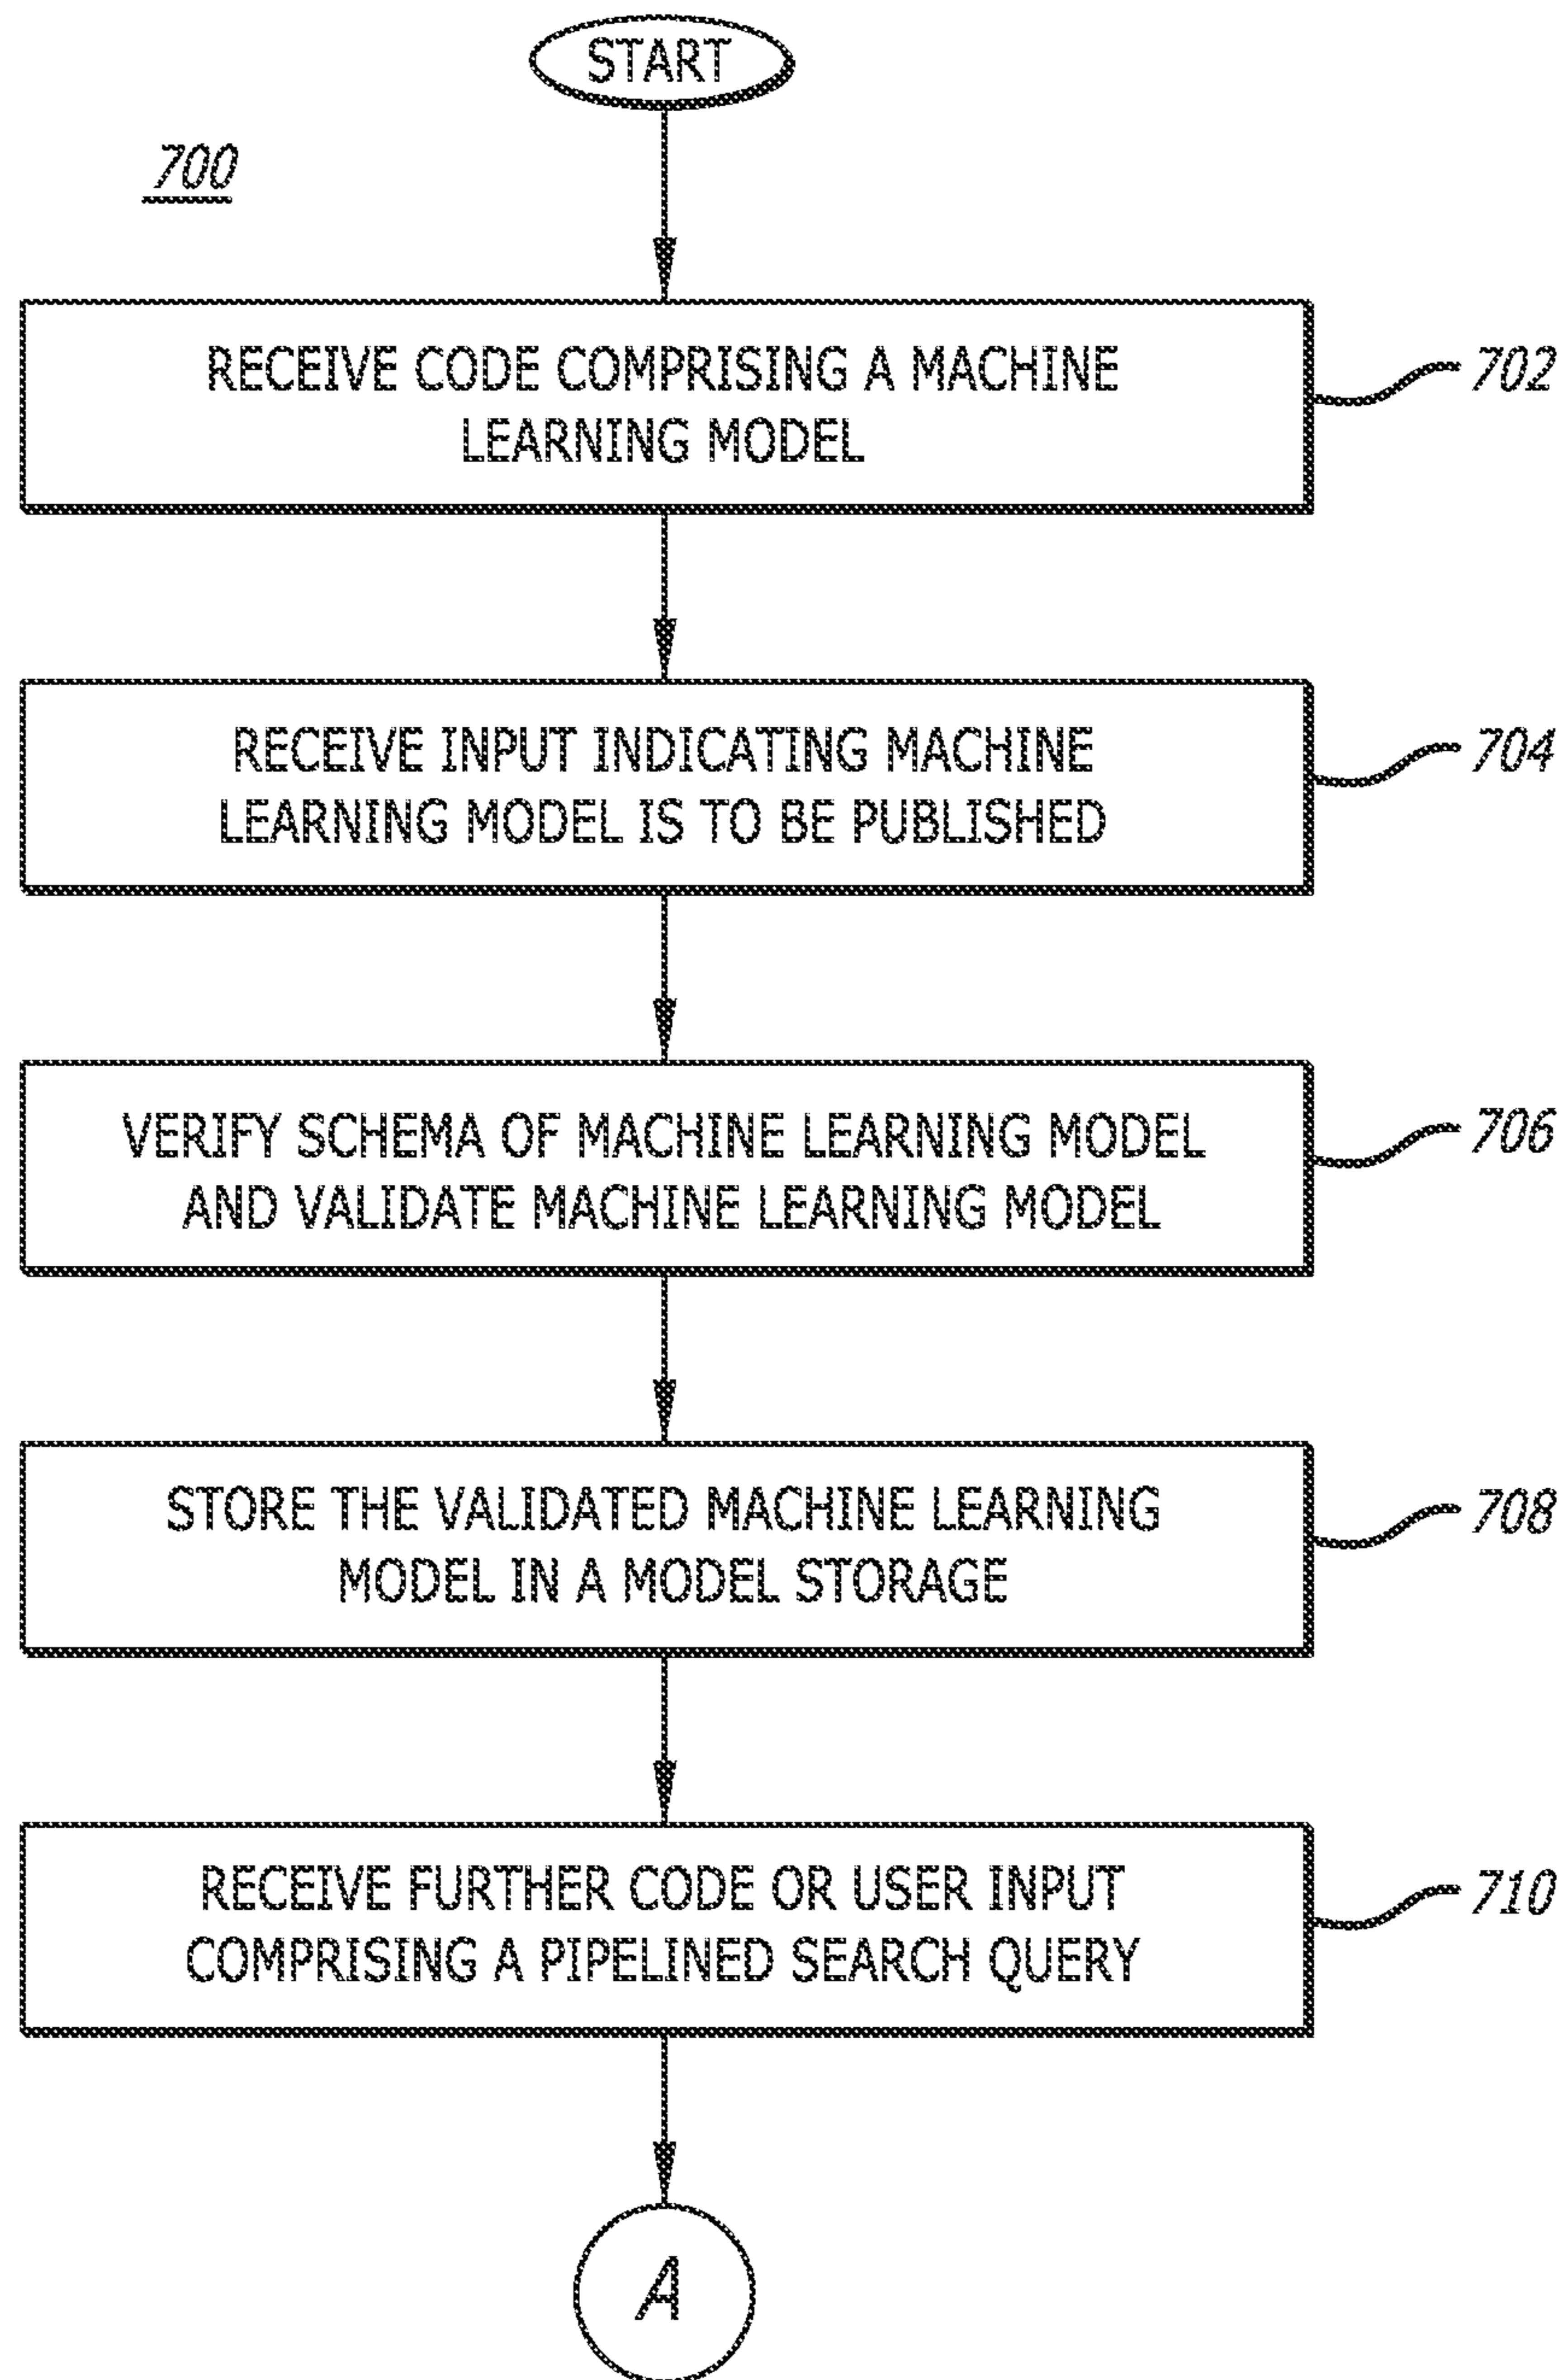 START
700
RECEIVE CODE COMPRISING A MACHINE
LEARNING MODEL
702
RECEIVE INPUT INDICATING MACHINE
LEARNING MODEL IS TO BE PUBLISHED
704
VERIFY SCHEMA OF MACHINE LEARNING MODEL
AND VALIDATE MACHINE LEARNING MODEL
706
STORE THE VALIDATED MACHINE LEARNING
MODEL IN A MODEL STORAGE
708
RECEIVE FURTHER CODE OR USER INPUT
COMPRISING A PIPELINED SEARCH QUERY
710
A